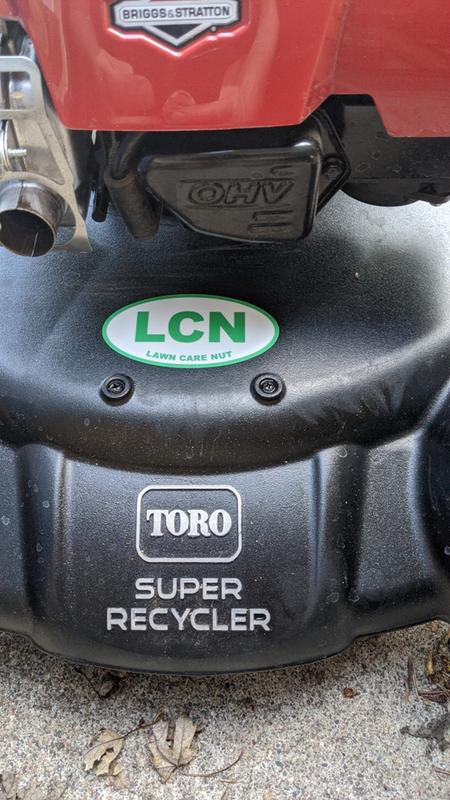 BRIGGS&STRATTON
OHV
LCN
LAWN CARE NUT
TORO
SUPER
RECYCLER